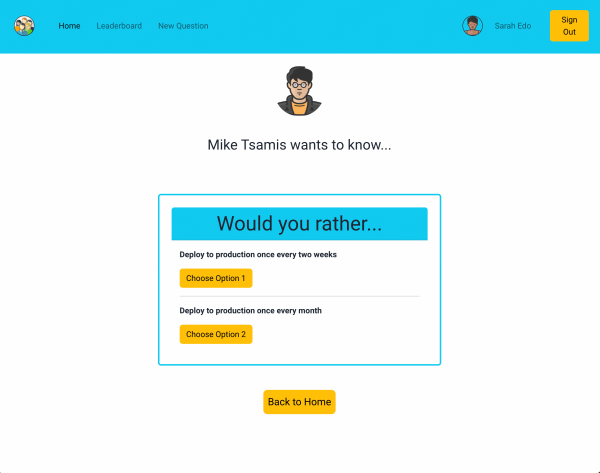 Home
Leaderboard
New Question
Sarah Edo
Sign
Out
Mike Tsamis wants to know...
Would you rather...
Deploy to production once every two weeks
Choose Option 1
Deploy to production once every month
Choose Option 2
Back to Home